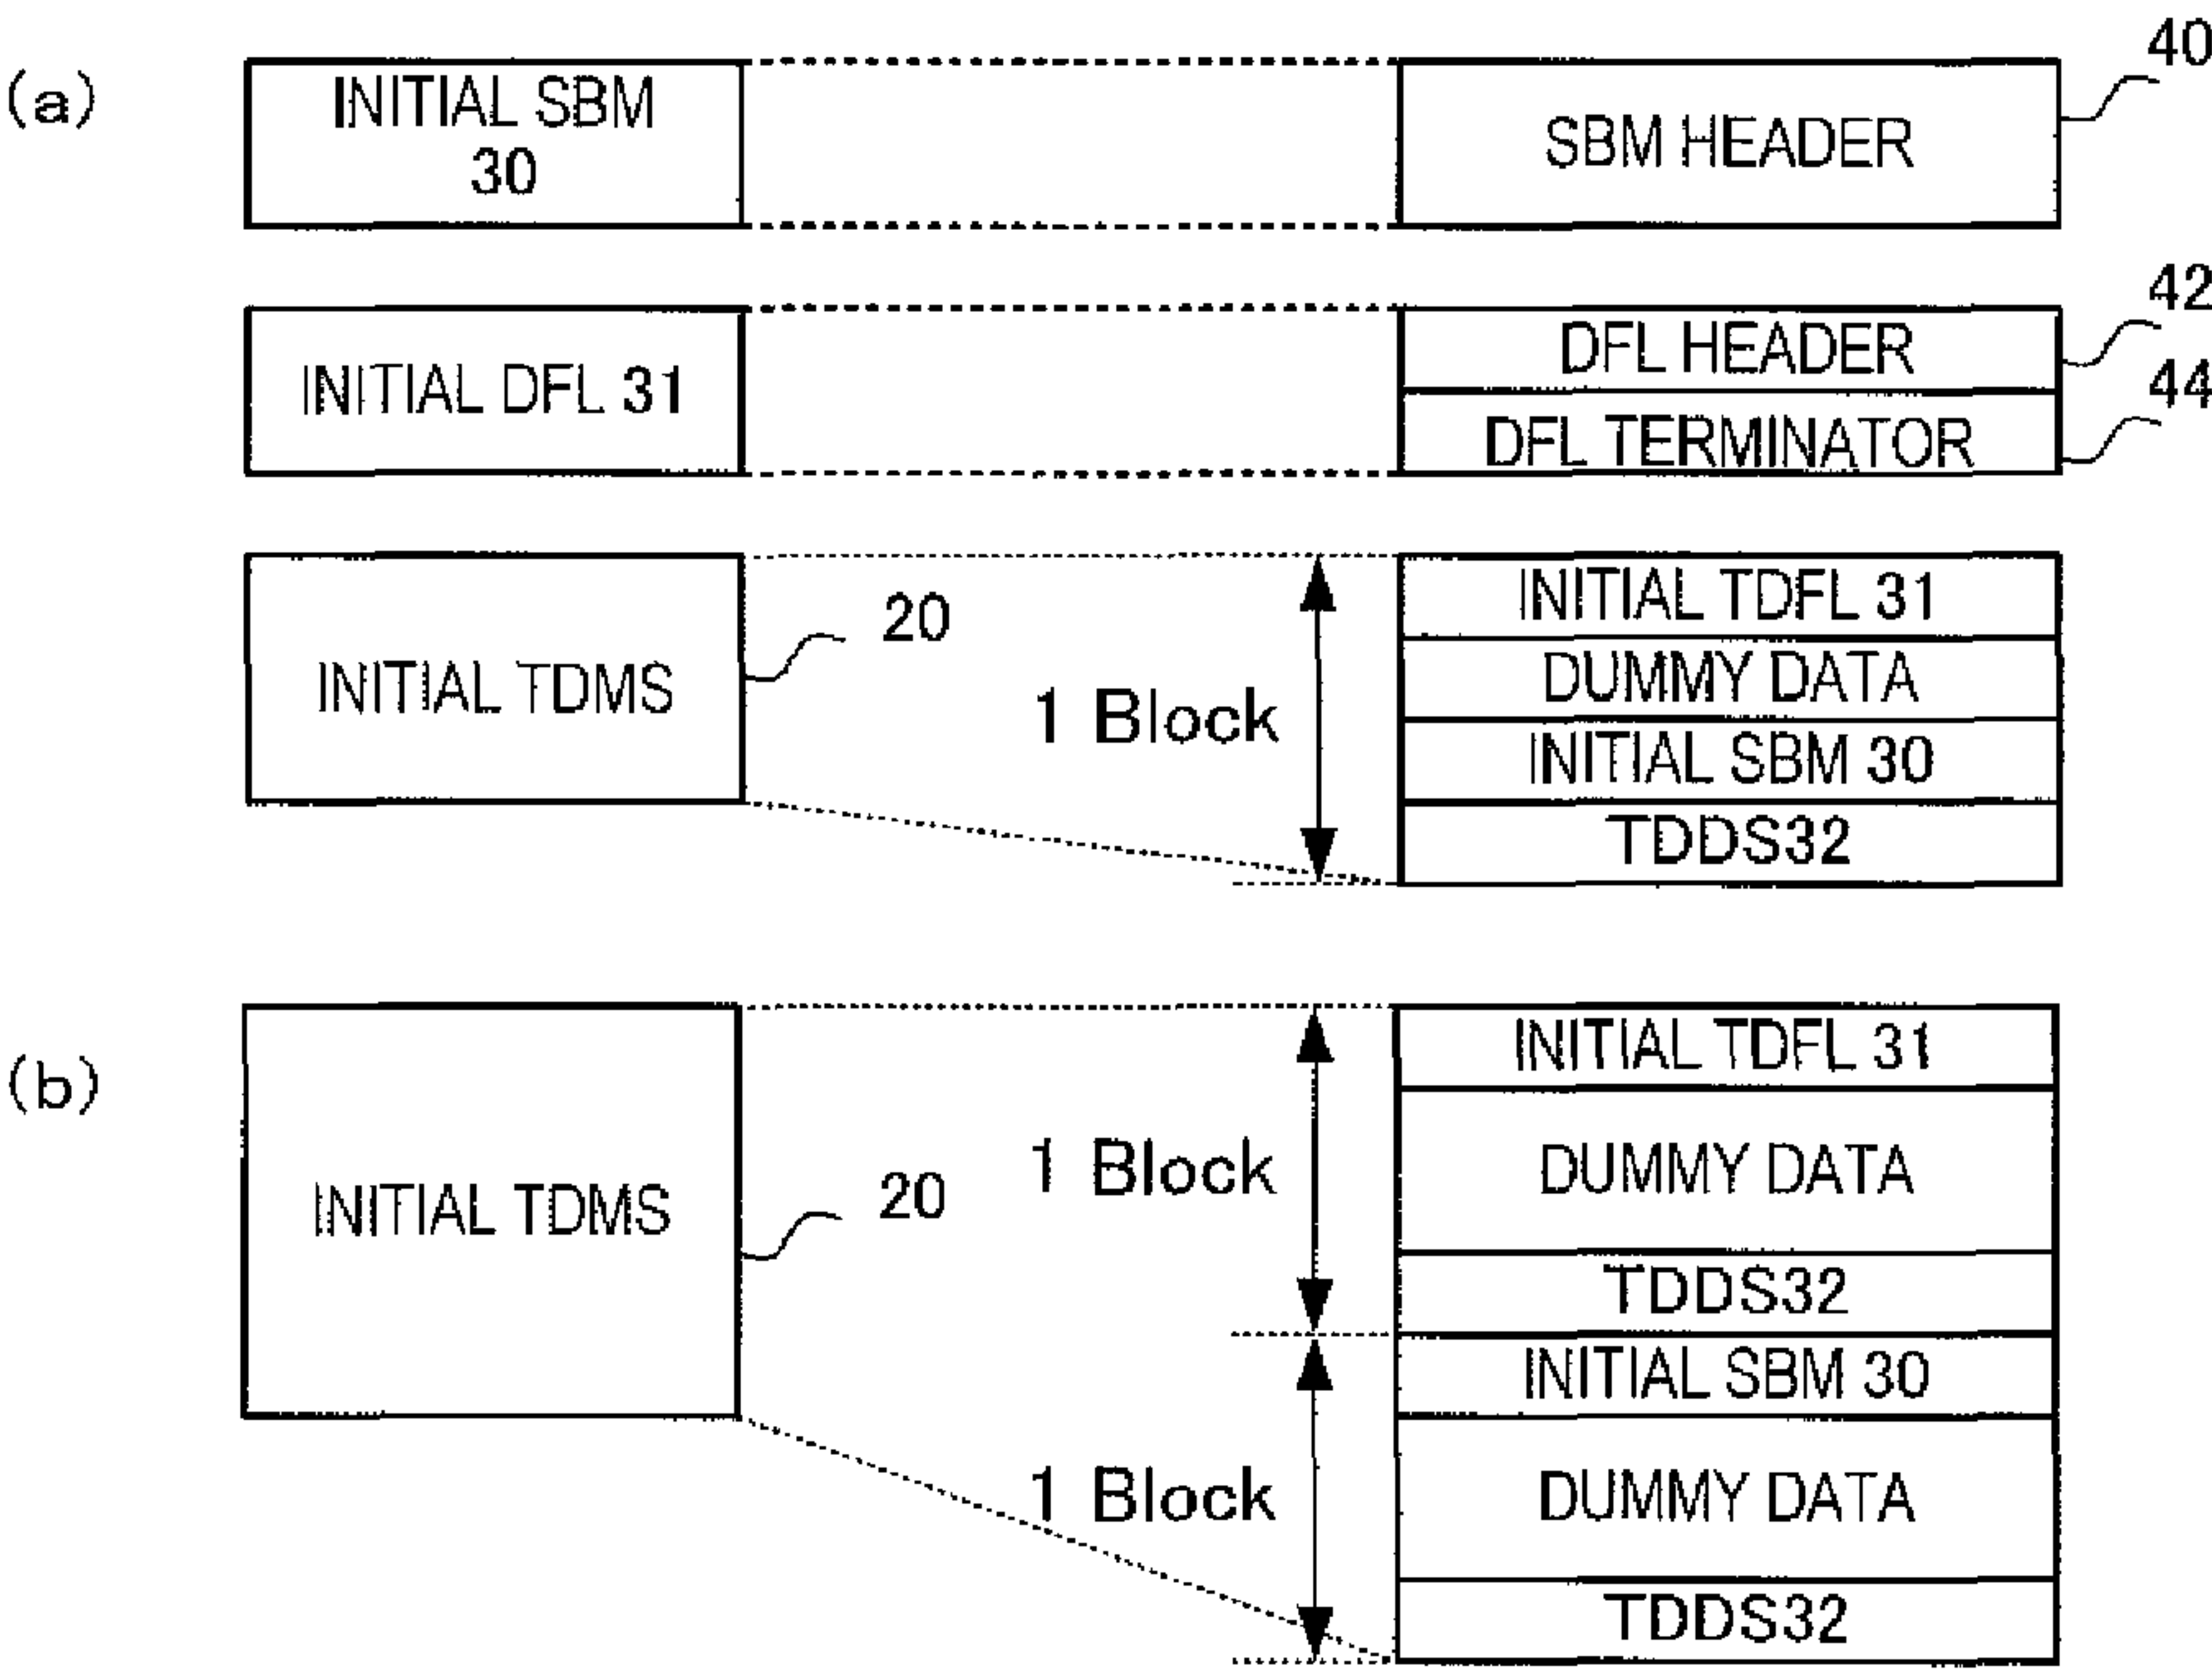 (a)
INITIAL SBM
30
SBM HEADER
40
INITIAL DFL 31
DFL HEADER
42
DFL TERMINATOR
44
INITIAL TDMS
20
1 Block
INITIAL TDFL 31
DUMMY DATA
INITIAL SBM 30
TDDS32
(b)
INITIAL TDMS
20
1 Block
INITIAL TDFL 31
DUMMY DATA
TDDS32
1 Block
INITIAL SBM 30
DUMMY DATA
TDDS32